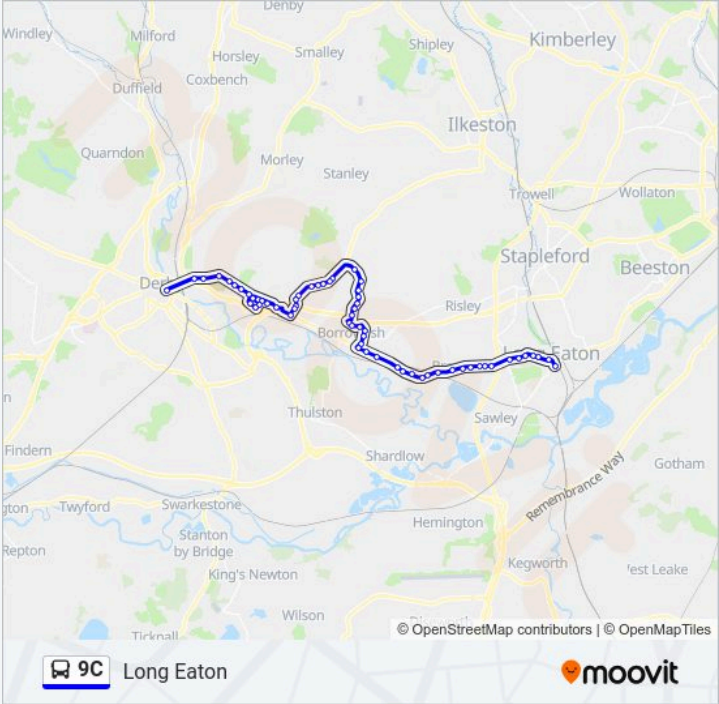 Denby
Windley
Milford
Kimberley
Horsley
Smalley
Shipley
Coxbench
Duffield
Ilkeston
Quarndon
Morley
Stanley
Trowell
Wollaton
Stapleford
Beeston
Risley
Thulston
Sawley
Findern
Shardlow
Gotham
Twyford
Swarkestone
Remembrance Way
Hemington
Stanton
by Bridge
Repton
King's Newton
Kegworth
Wilson
© OpenStreetMap contributors | © OpenMapTiles
9C Long Eaton
moovit